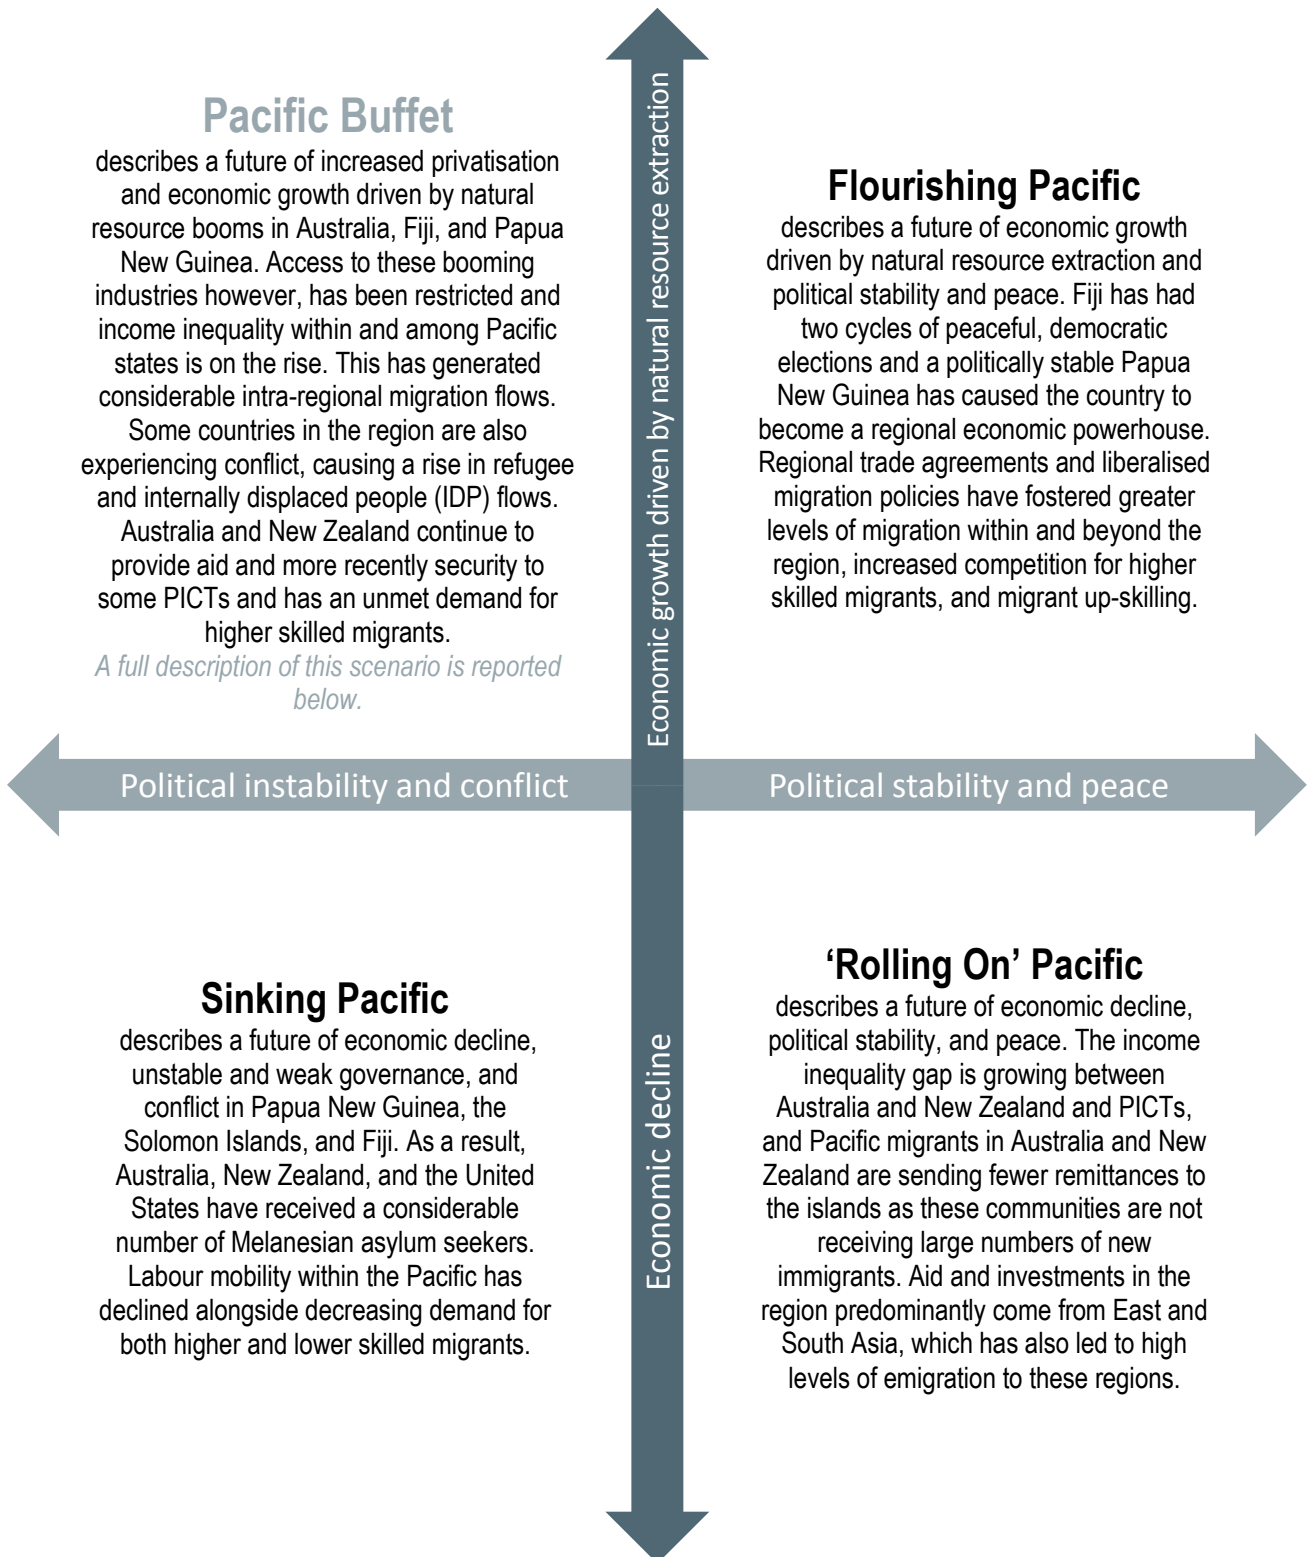 Pacific Buffet
describes a future of increased privatisation
and economic growth driven by natural
resource booms in Australia, Fiji, and Papua
New Guinea. Access to these booming
industries however, has been restricted and
income inequality within and among Pacific
states is on the rise. This has generated
considerable intra-regional migration flows.
Some countries in the region are also
experiencing conflict, causing a rise in refugee
and internally displaced people (IDP) flows.
Australia and New Zealand continue to
provide aid and more recently security to
some PICTs and has an unmet demand for
higher skilled migrants.
A full description of this scenario is reported
below.
Economic growth driven by natural resource extraction
Flourishing Pacific
describes a future of economic growth
driven by natural resource extraction and
political stability and peace. Fiji has had
two cycles of peaceful, democratic
elections and a politically stable Papua
New Guinea has caused the country to
become a regional economic powerhouse.
Regional trade agreements and liberalised
migration policies have fostered greater
levels of migration within and beyond the
region, increased competition for higher
skilled migrants, and migrant up-skilling.
Political instability and conflict
Political stability and peace
Sinking Pacific
describes a future of economic decline,
unstable and weak governance, and
conflict in Papua New Guinea, the
Solomon Islands, and Fiji. As a result,
Australia, New Zealand, and the United
States have received a considerable
number of Melanesian asylum seekers.
Labour mobility within the Pacific has
declined alongside decreasing demand for
both higher and lower skilled migrants.
Economic decline
‘Rolling On’ Pacific
describes a future of economic decline,
political stability, and peace. The income
inequality gap is growing between
Australia and New Zealand and PICTs,
and Pacific migrants in Australia and New
Zealand are sending fewer remittances to
the islands as these communities are not
receiving large numbers of new
immigrants. Aid and investments in the
region predominantly come from East and
South Asia, which has also led to high
levels of emigration to these regions.